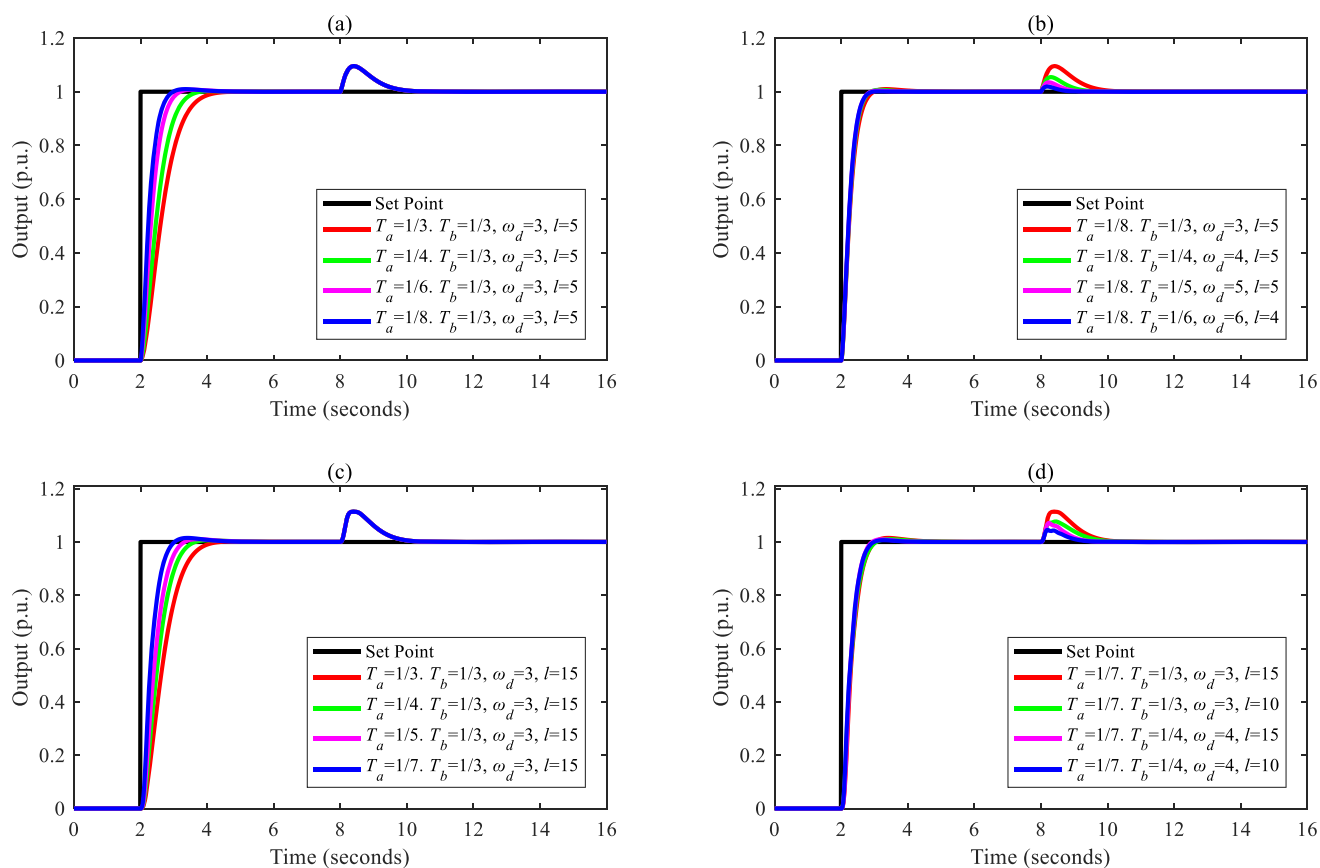 (a)
1.2
1
0.8
0.6
0.4
0.2
0
Output (p.u.)
Set Point
T_a=1/3. T_b=1/3, ω_d=3, l=5
T_a=1/4. T_b=1/3, ω_d=3, l=5
T_a=1/6. T_b=1/3, ω_d=3, l=5
T_a=1/8. T_b=1/3, ω_d=3, l=5
0 2 4 6 8 10 12 14 16
Time (seconds)
(b)
1.2
1
0.8
0.6
0.4
0.2
0
Output (p.u.)
Set Point
T_a=1/8. T_b=1/3, ω_d=3, l=5
T_a=1/8. T_b=1/4, ω_d=4, l=5
T_a=1/8. T_b=1/5, ω_d=5, l=5
T_a=1/8. T_b=1/6, ω_d=6, l=4
0 2 4 6 8 10 12 14 16
Time (seconds)
(c)
1.2
1
0.8
0.6
0.4
0.2
0
Output (p.u.)
Set Point
T_a=1/3. T_b=1/3, ω_d=3, l=15
T_a=1/4. T_b=1/3, ω_d=3, l=15
T_a=1/5. T_b=1/3, ω_d=3, l=15
T_a=1/7. T_b=1/3, ω_d=3, l=15
0 2 4 6 8 10 12 14 16
Time (seconds)
(d)
1.2
1
0.8
0.6
0.4
0.2
0
Output (p.u.)
Set Point
T_a=1/7. T_b=1/3, ω_d=3, l=15
T_a=1/7. T_b=1/3, ω_d=3, l=10
T_a=1/7. T_b=1/4, ω_d=4, l=15
T_a=1/7. T_b=1/4, ω_d=4, l=10
0 2 4 6 8 10 12 14 16
Time (seconds)